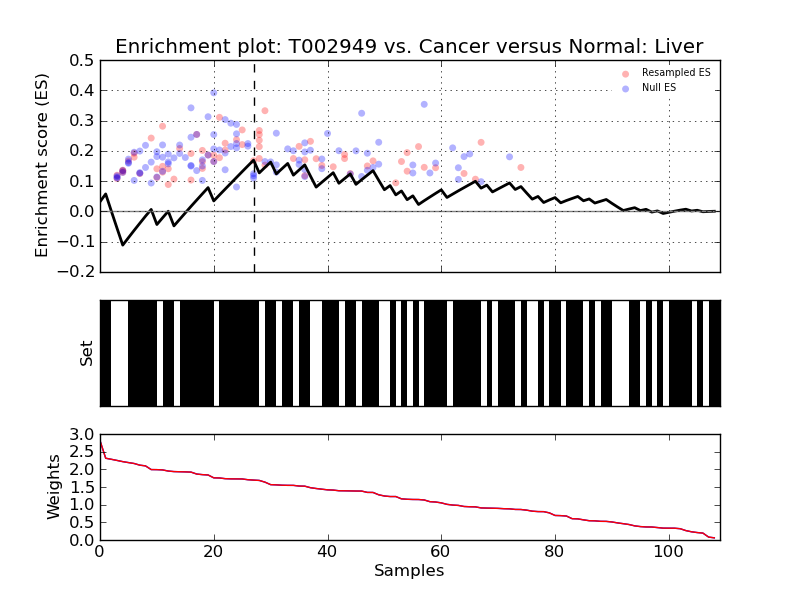 Enrichment plot: T002949 vs. Cancer versus Normal: Liver
Enrichment score (ES)
0.5
0.4
0.3
0.2
0.1
0.0
−0.1
−0.2
Resampled ES
Null ES
Set
Weights
3.0
2.5
2.0
1.5
1.0
0.5
0.0
0 20 40 60 80 100
Samples